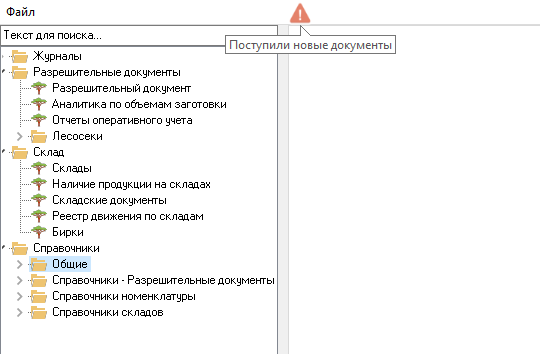 Файл
Текст для поиска...
Поступили новые документы
Журналы
Разрешительные документы
Разрешительный документ
Аналитика по объемам заготовки
Отчеты оперативного учета
Лесосеки
Склад
Склады
Наличие продукции на складах
Складские документы
Реестр движения по складам
Бирки
Справочники
Общие
Справочники - Разрешительные документы
Справочники номенклатуры
Справочники складов